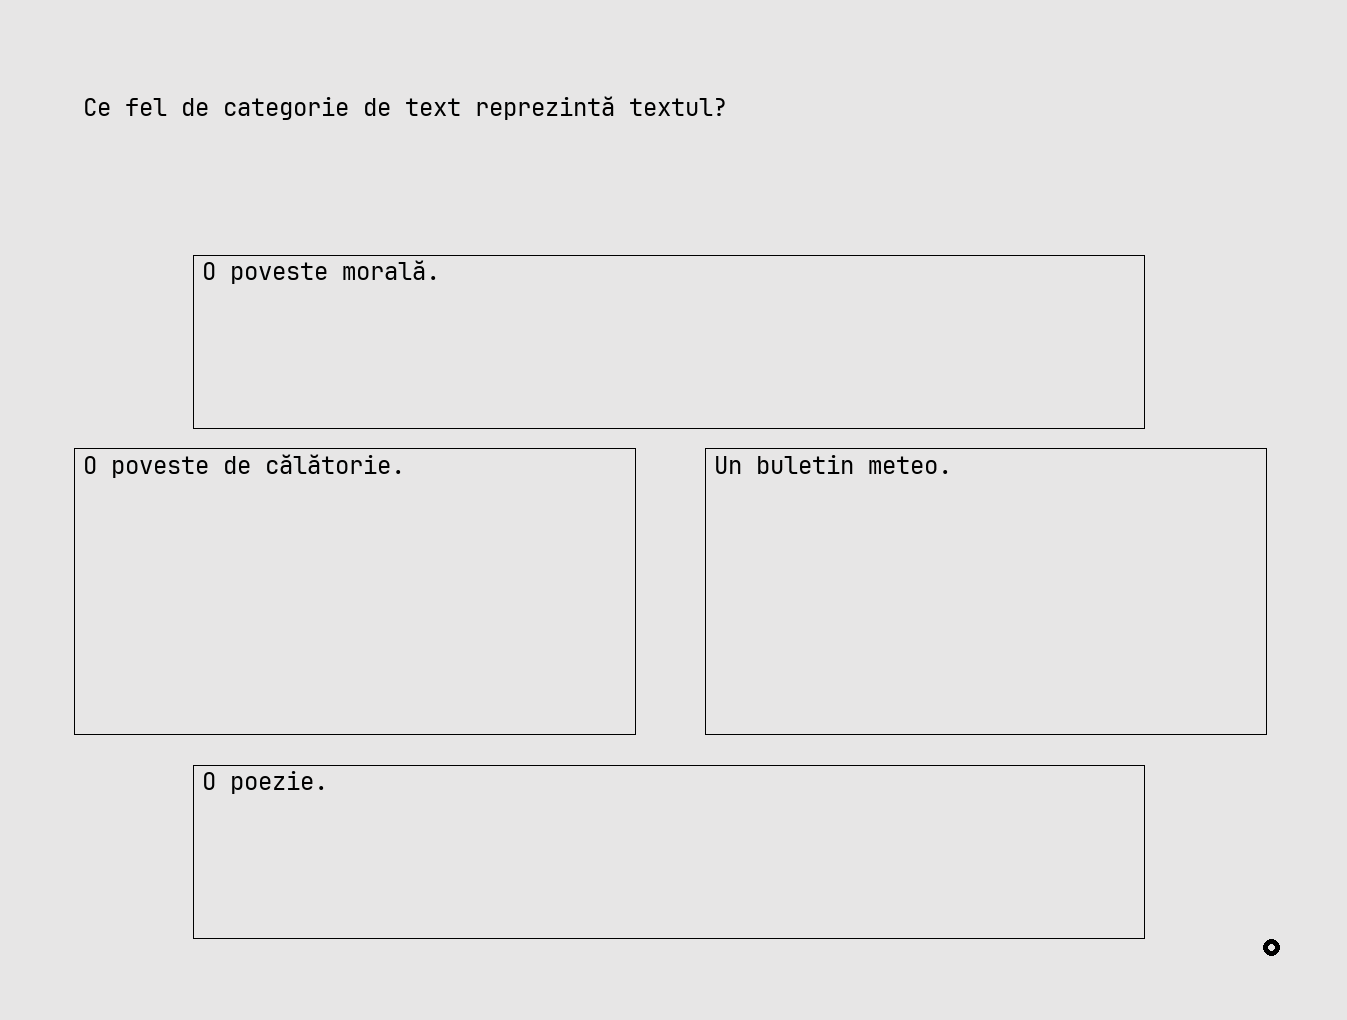 Ce fel de categorie de text reprezintă textul?
O poveste morală.
O poveste de călătorie.
Un buletin meteo.
O poezie.